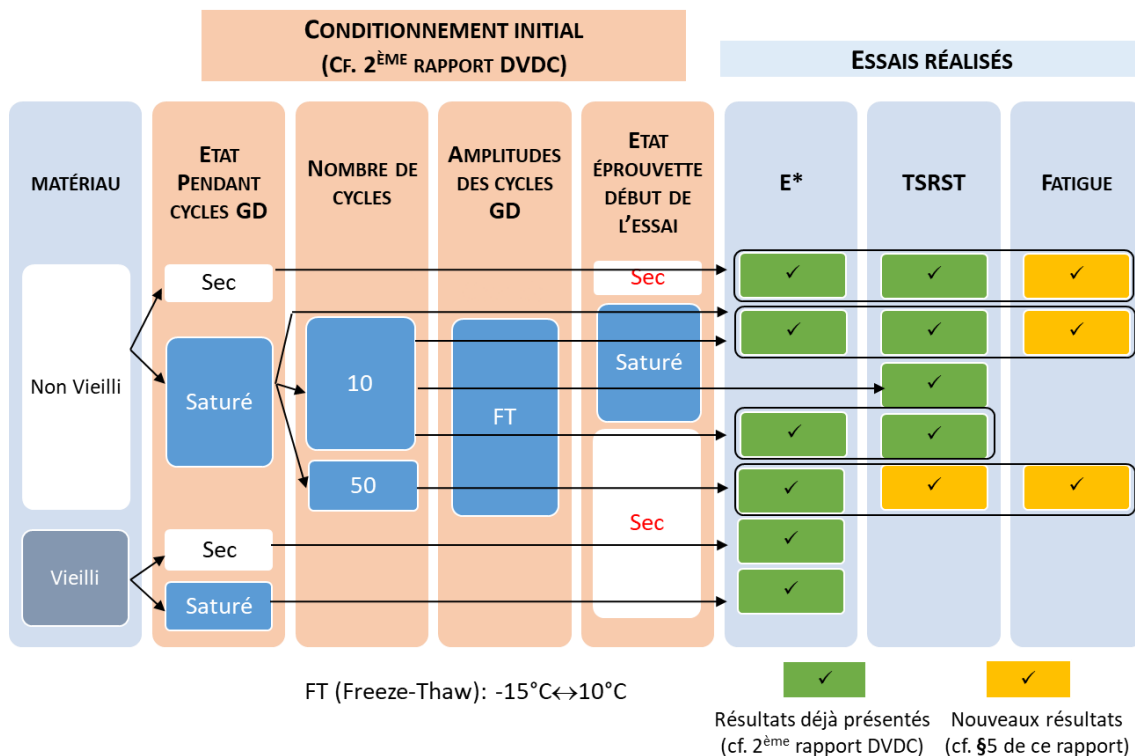 CONDITIONNEMENT INITIAL
(CF. 2ÈME RAPPORT DVDC)
ESSAIS RÉALISÉS
MATÉRIAU
ETAT
PENDANT
CYCLES GD
NOMBRE DE
CYCLES
AMPLITUDES
DES CYCLES
GD
ETAT
ÉPROUVETTE
DÉBUT DE
L'ESSAI
E*
TSRST
FATIGUE
Non Vieilli
Sec
Saturé
10
50
FT
Sec
Saturé
Sec
✓ ✓ ✓
✓ ✓ ✓
✓
✓ ✓
✓ ✓ ✓
✓
✓
Vieilli
Sec
Saturé
FT (Freeze-Thaw): -15°C↔10°C
✓
Résultats déjà présentés
(cf. 2ème rapport DVDC)
✓
Nouveaux résultats
(cf. §5 de ce rapport)